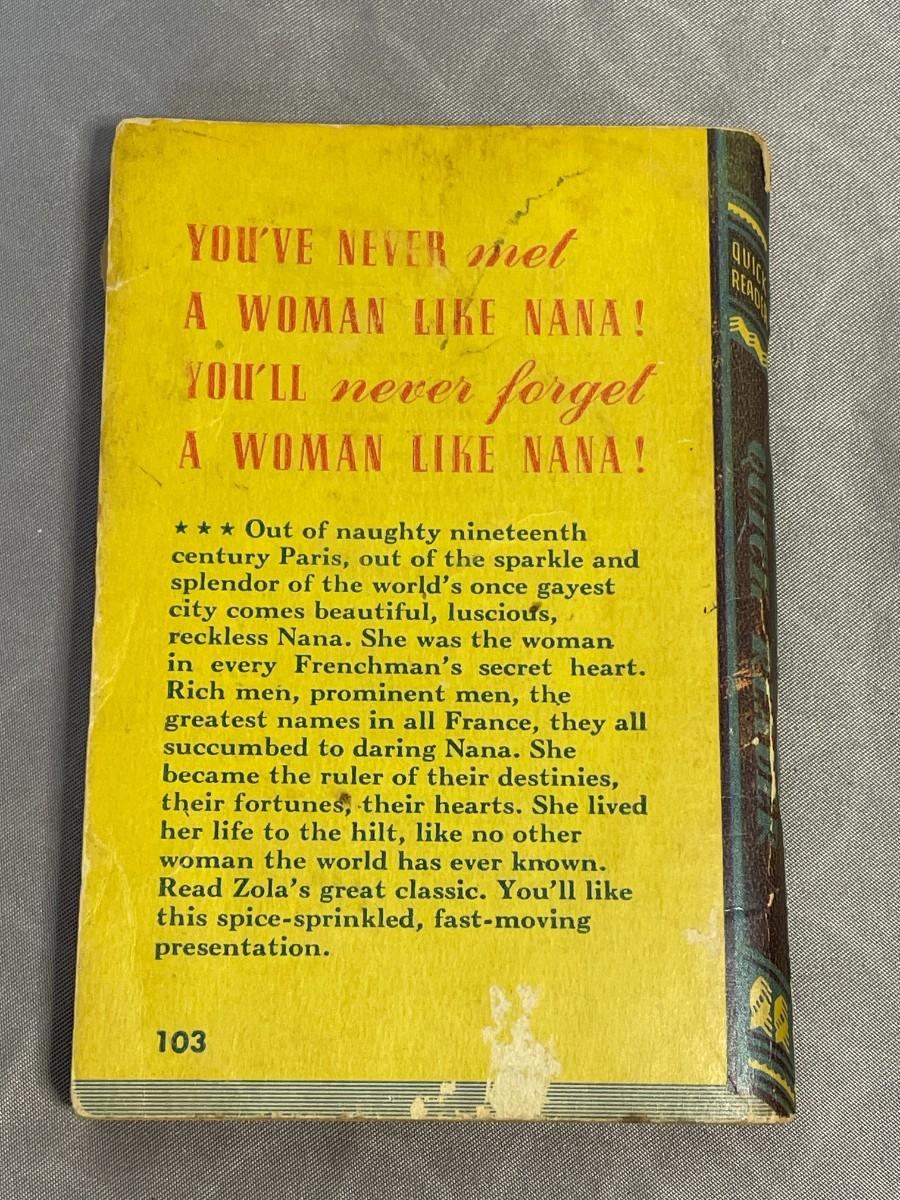 YOU'VE NEVER met
A WOMAN LIKE NANA!
YOU'LL never forget
A WOMAN LIKE NANA!
★ ★ ★ Out of naughty nineteenth
century Paris, out of the sparkle and
splendor of the world's once gayest
city comes beautiful, luscious,
reckless Nana. She was the woman
in every Frenchman's secret heart.
Rich men, prominent men, the
greatest names in all France, they all
succumbed to daring Nana. She
became the ruler of their destinies,
their fortunes, their hearts. She lived
her life to the hilt, like no other
woman the world has ever known.
Read Zola's great classic. You'll like
this spice-sprinkled, fast-moving
presentation.
103
QUICK